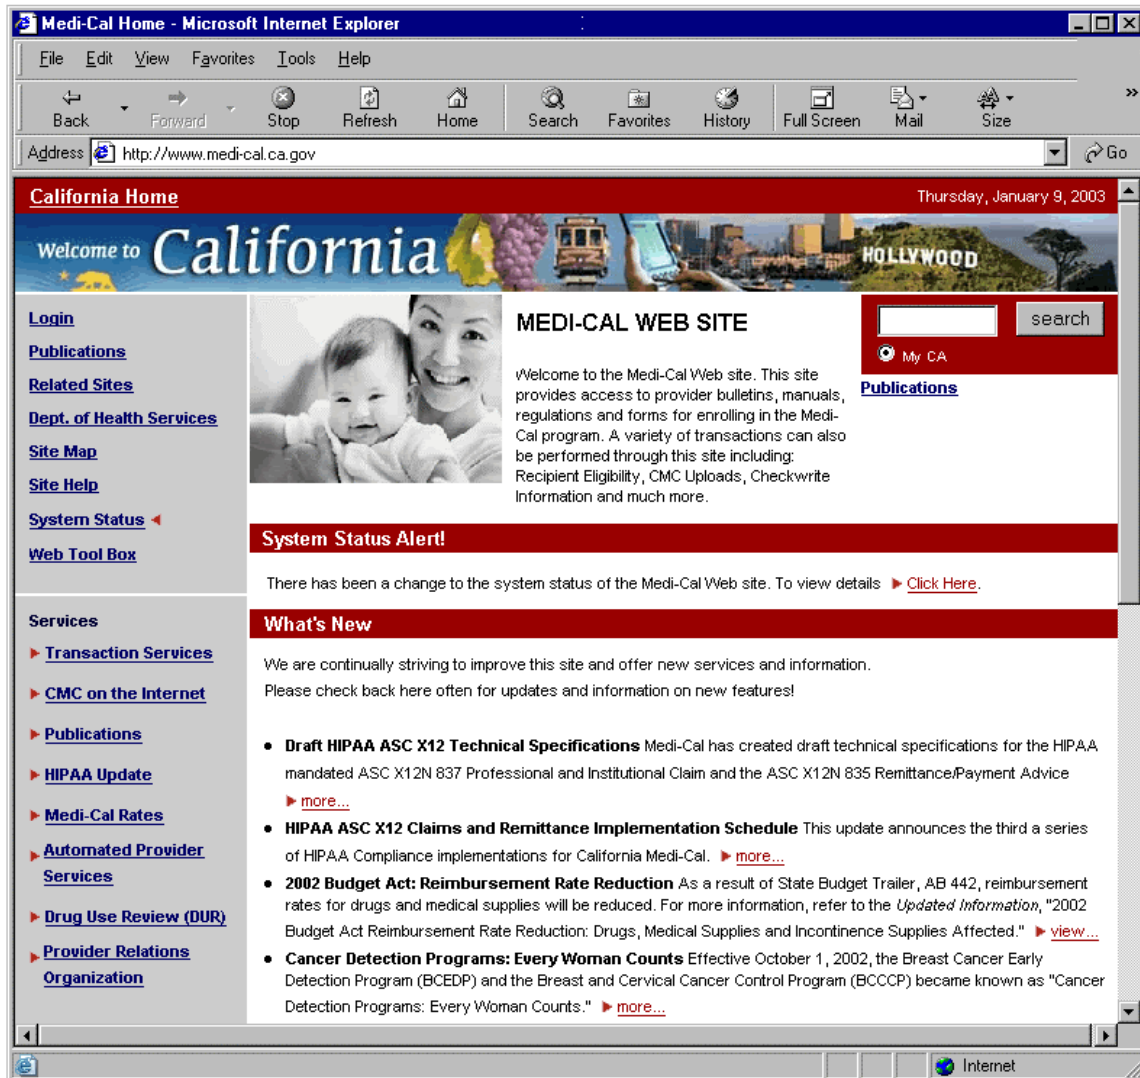 Medi-Cal Home - Microsoft Internet Explorer
File Edit View Favorites Tools Help
Back Forward Stop Refresh Home Search Favorites History Full Screen Mail Size »
Address http://www.medi-cal.ca.gov Go
California Home Thursday, January 9, 2003
Welcome to California HOLLYWOOD
Login
Publications
Related Sites
Dept. of Health Services
Site Map
Site Help
System Status
Web Tool Box
MEDI-CAL WEB SITE
Welcome to the Medi-Cal Web site. This site
provides access to provider bulletins, manuals,
regulations and forms for enrolling in the Medi-
Cal program. A variety of transactions can also
be performed through this site including:
Recipient Eligibility, CMC Uploads, Checkwrite
Information and much more.
search
My CA
Publications
System Status Alert!
There has been a change to the system status of the Medi-Cal Web site. To view details Click Here.
Services
Transaction Services
CMC on the Internet
Publications
HIPAA Update
Medi-Cal Rates
Automated Provider
Services
Drug Use Review (DUR)
Provider Relations
Organization
What's New
We are continually striving to improve this site and offer new services and information.
Please check back here often for updates and information on new features!
• Draft HIPAA ASC X12 Technical Specifications Medi-Cal has created draft technical specifications for the HIPAA
mandated ASC X12N 837 Professional and Institutional Claim and the ASC X12N 835 Remittance/Payment Advice
more...
• HIPAA ASC X12 Claims and Remittance Implementation Schedule This update announces the third a series
of HIPAA Compliance implementations for California Medi-Cal. more...
• 2002 Budget Act: Reimbursement Rate Reduction As a result of State Budget Trailer, AB 442, reimbursement
rates for drugs and medical supplies will be reduced. For more information, refer to the Updated Information, "2002
Budget Act Reimbursement Rate Reduction: Drugs, Medical Supplies and Incontinence Supplies Affected." view...
• Cancer Detection Programs: Every Woman Counts Effective October 1, 2002, the Breast Cancer Early
Detection Program (BCEDP) and the Breast and Cervical Cancer Control Program (BCCCP) became known as "Cancer
Detection Programs: Every Woman Counts." more...
Internet